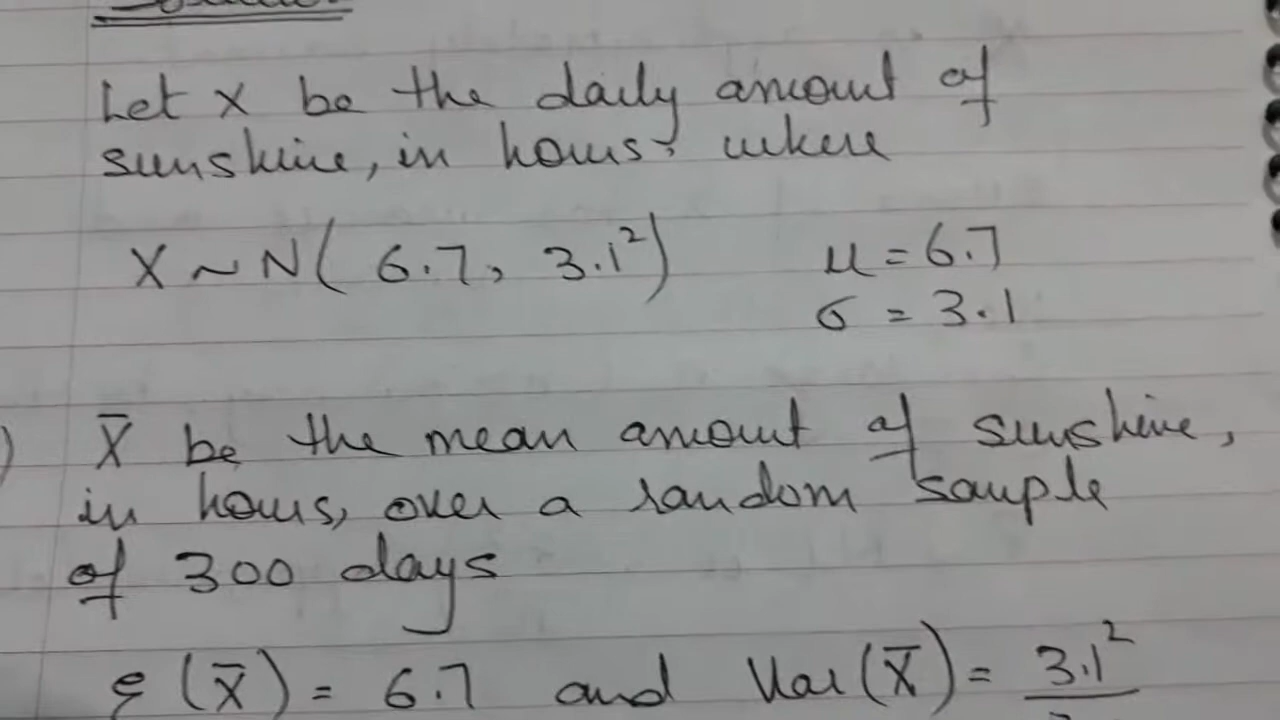 Let X be the daily amount of
sunshine, in hours, where
X ~ N( 6.7, 3.1²) μ = 6.7
σ = 3.1
) X̄ be the mean amount of sunshine,
in hours, over a random sample
of 300 days
E (X̄) = 6.7 and Var (X̄) = 3.1²